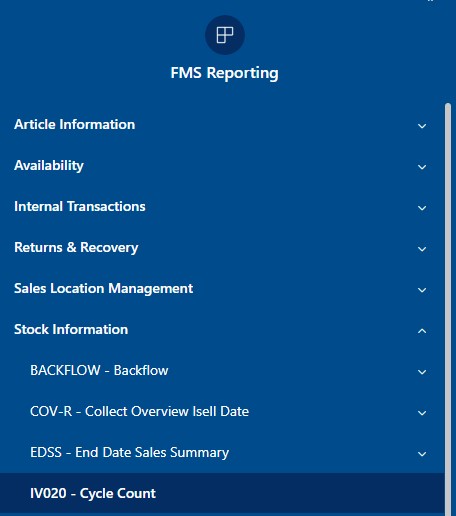 FMS Reporting
Article Information
Availability
Internal Transactions
Returns & Recovery
Sales Location Management
Stock Information
BACKFLOW - Backflow
COV-R - Collect Overview Isell Date
EDSS - End Date Sales Summary
IV020 - Cycle Count